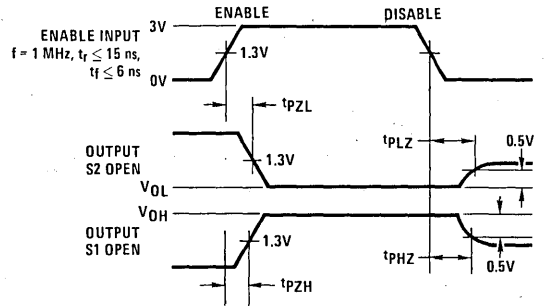 ENABLE DISABLE
3V
ENABLE INPUT
f = 1 MHz, tr ≤ 15 ns,
tf ≤ 6 ns
1.3V
0V
tPZL
tPLZ
0.5V
OUTPUT
S2 OPEN
1.3V
VOL
VOH
OUTPUT
S1 OPEN
1.3V
tPHZ
0.5V
tPZH